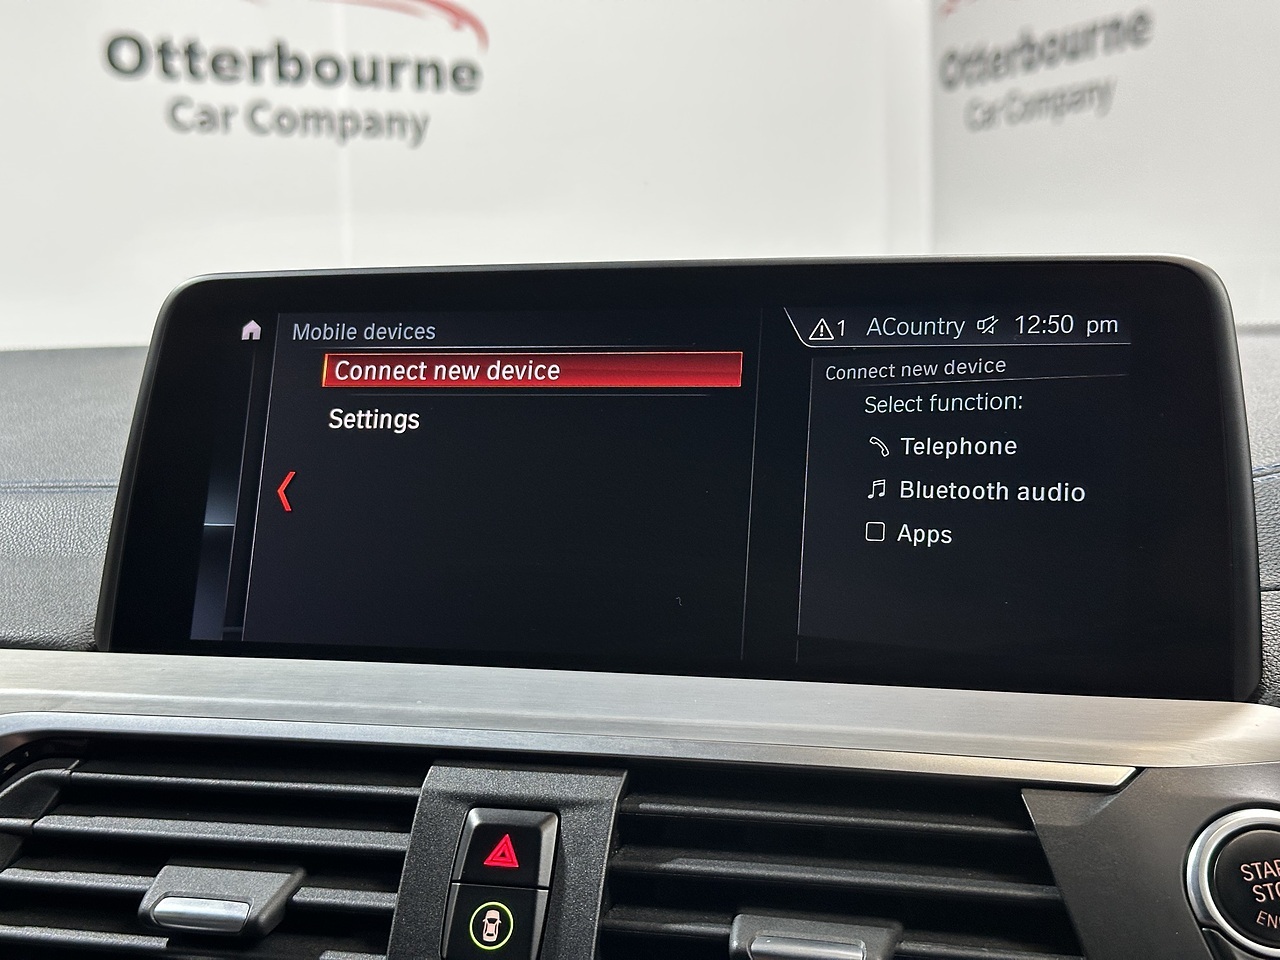 Otterbourne
Car Company
Otterbourne
Car Company
Mobile devices
1 ACountry 12:50 pm
Connect new device
Settings
Connect new device
Select function:
Telephone
Bluetooth audio
Apps